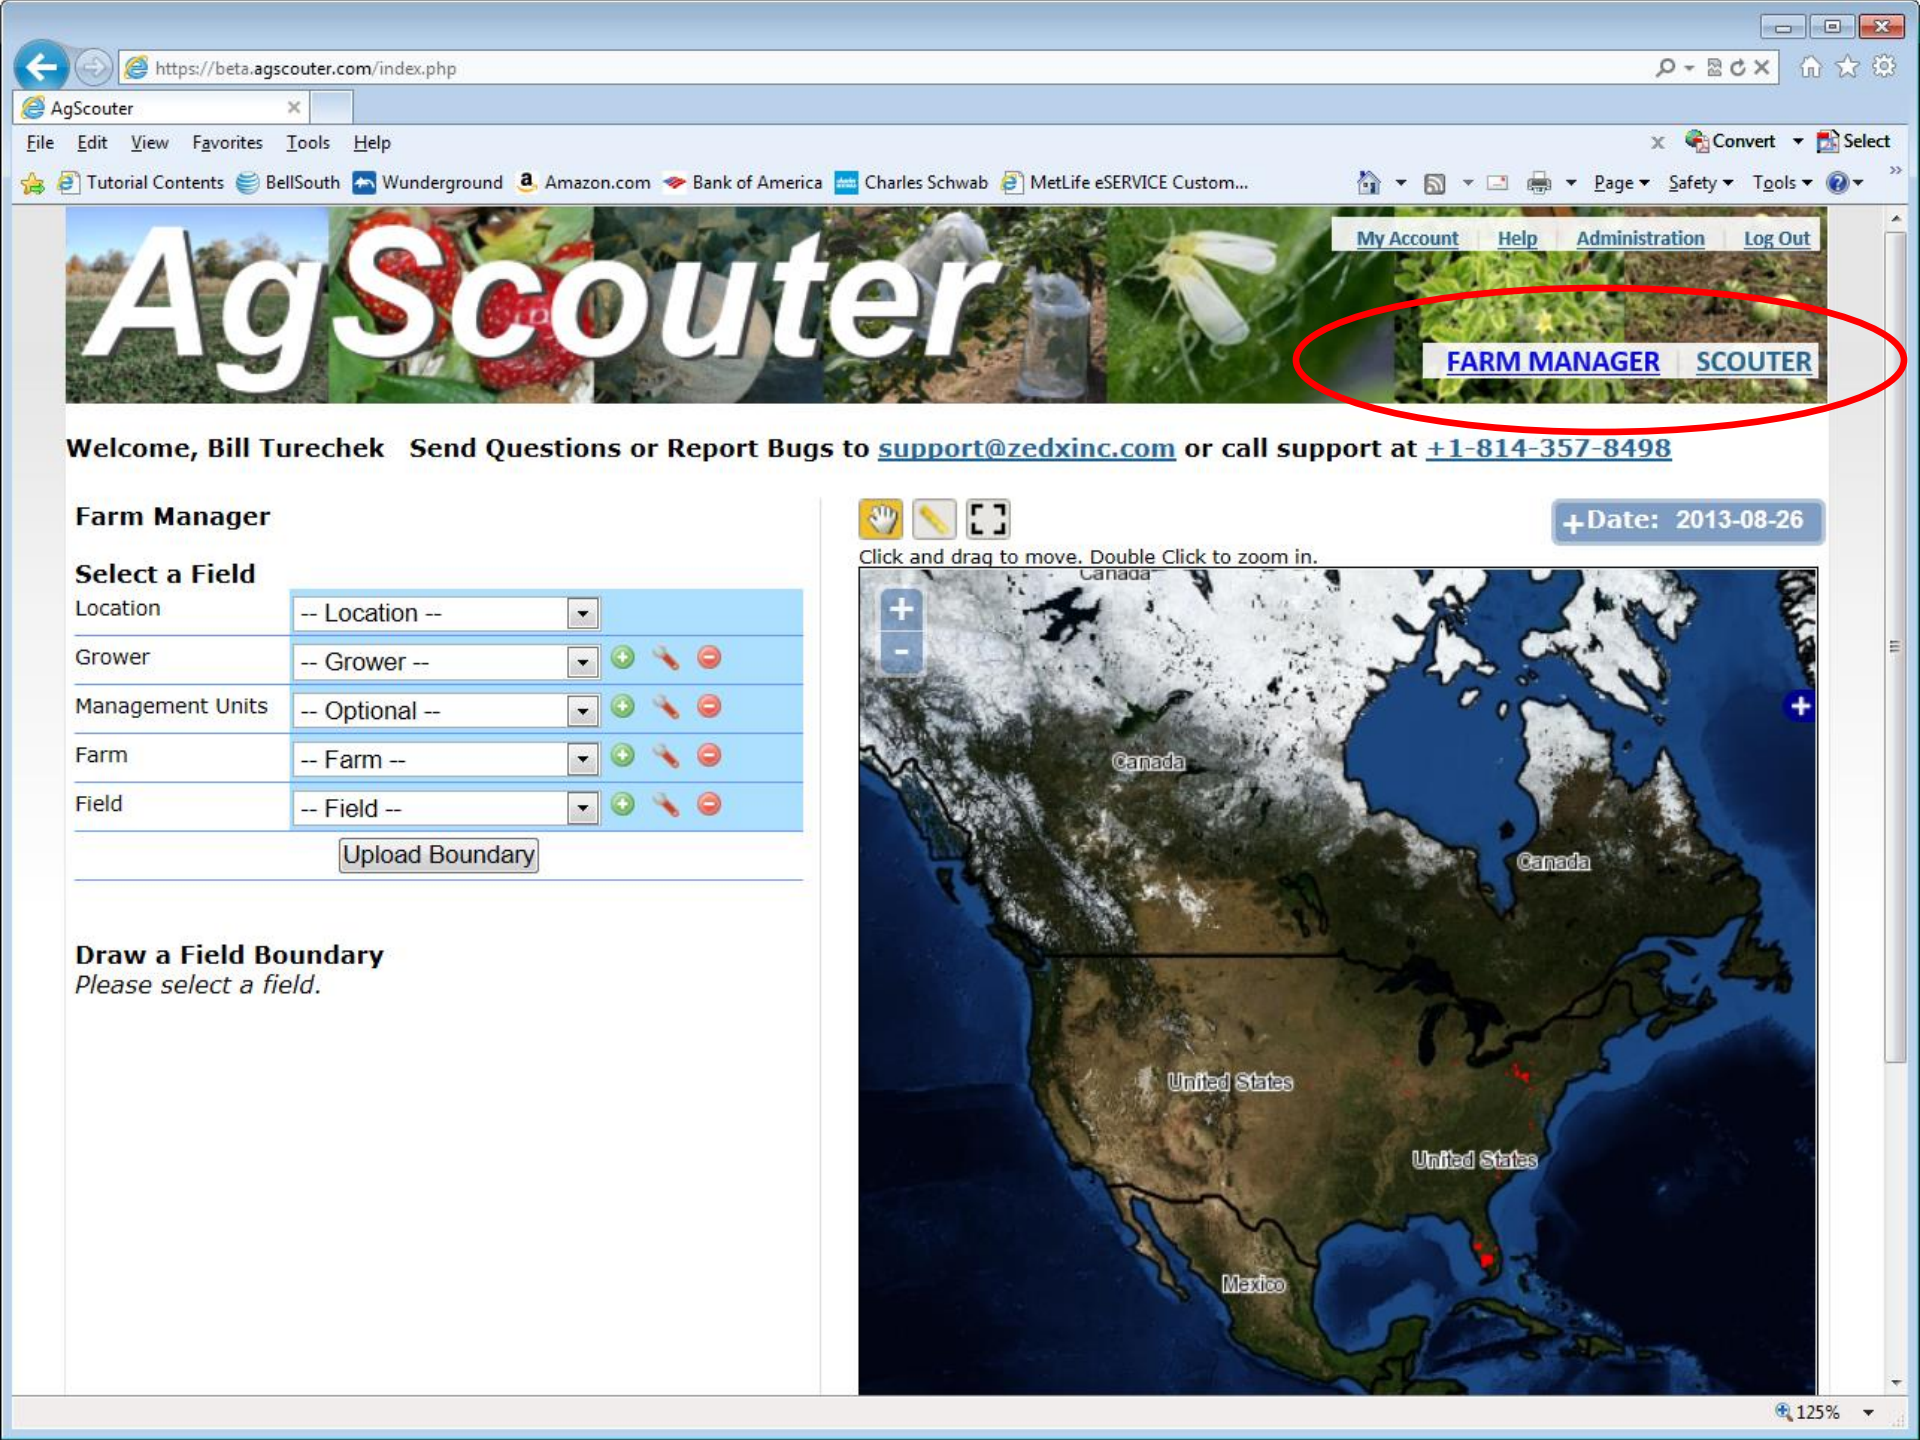 https://beta.agscouter.com/index.php
AgScouter
File Edit View Favorites Tools Help
Convert Select
Tutorial Contents BellSouth Wunderground Amazon.com Bank of America Charles Schwab MetLife eSERVICE Custom... Page Safety Tools
AgScouter
My Account Help Administration Log Out
FARM MANAGER SCOUTER
Welcome, Bill Turechek Send Questions or Report Bugs to support@zedxinc.com or call support at +1-814-357-8498
Farm Manager
+Date: 2013-08-26
Click and drag to move. Double Click to zoom in.
Select a Field
Location -- Location --
Grower -- Grower --
Management Units -- Optional --
Farm -- Farm --
Field -- Field --
Upload Boundary
Draw a Field Boundary
Please select a field.
Canada
+
-
Canada
Canada
United States
United States
Mexico
125%